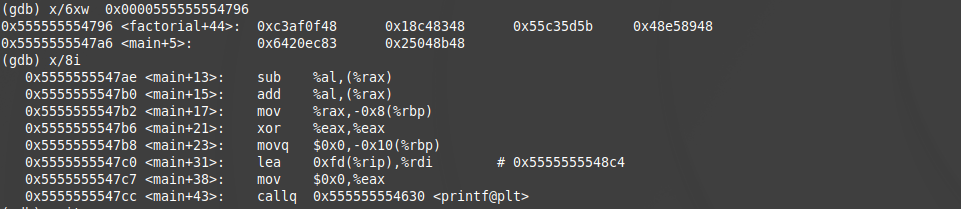 (gdb) x/6xw  0x0000555555554796
0x555555554796 <factorial+44>:  0xc3af0f48      0x18c48348      0x55c35d5b      0x48e58948
0x5555555547a6 <main+5>:        0x6420ec83      0x25048b48
(gdb) x/8i
   0x5555555547ae <main+13>:    sub    %al,(%rax)
   0x5555555547b0 <main+15>:    add    %al,(%rax)
   0x5555555547b2 <main+17>:    mov    %rax,-0x8(%rbp)
   0x5555555547b6 <main+21>:    xor    %eax,%eax
   0x5555555547b8 <main+23>:    movq   $0x0,-0x10(%rbp)
   0x5555555547c0 <main+31>:    lea    0xfd(%rip),%rdi        # 0x5555555548c4
   0x5555555547c7 <main+38>:    mov    $0x0,%eax
   0x5555555547cc <main+43>:    callq  0x555555554630 <printf@plt>